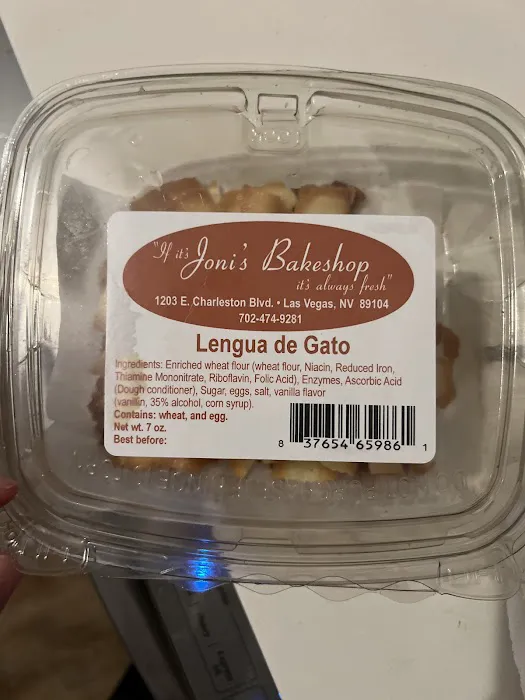 "If it's Joni's Bakeshop
it's always fresh"
1203 E. Charleston Blvd. • Las Vegas, NV 89104
702-474-9281
Lengua de Gato
Ingredients: Enriched wheat flour (wheat flour, Niacin, Reduced Iron,
Thiamine Mononitrate, Riboflavin, Folic Acid), Enzymes, Ascorbic Acid
(Dough conditioner), Sugar, eggs, salt, vanilla flavor
(vanillin, 35% alcohol, corn syrup).
Contains: wheat, and egg.
Net wt. 7 oz.
Best before:
8 37654 65986 1